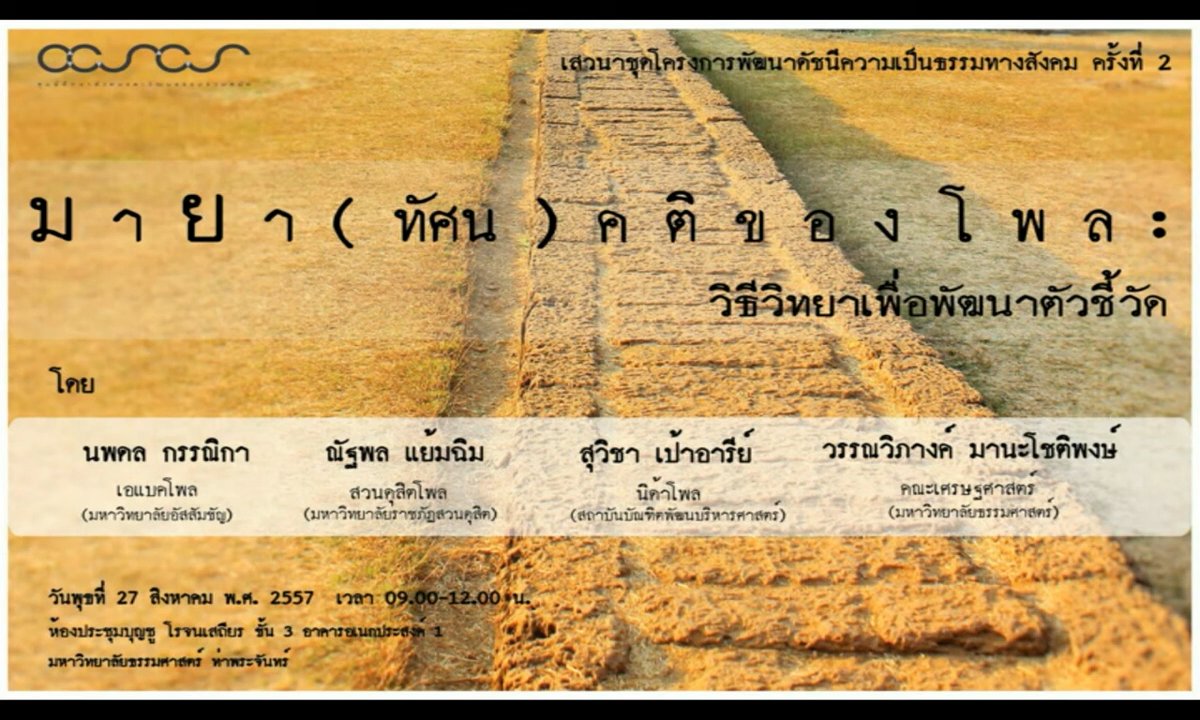 เสวนาชุดโครงการพัฒนาดัชนีความเป็นธรรมทางสังคม ครั้งที่ 2
มายา(ทัศน)คติของโพล:
วิธีวิทยาเพื่อพัฒนาตัวชี้วัด
โดย
นพดล กรรณิกา ณัฐพล แย้มฉิม สุวิชา เป้าอารีย์ วรรณวิภางค์ มานะโชติพงษ์
เอแบคโพล สวนดุสิตโพล นิด้าโพล คณะเศรษฐศาสตร์
(มหาวิทยาลัยอัสสัมชัญ) (มหาวิทยาลัยราชภัฏสวนดุสิต) (สถาบันบัณฑิตพัฒนบริหารศาสตร์) (มหาวิทยาลัยธรรมศาสตร์)
วันพุธที่ 27 สิงหาคม พ.ศ. 2557 เวลา 09.00-12.00 น.
ห้องประชุมบุญชู โรจนเสถียร ชั้น 3 อาคารอเนกประสงค์ 1
มหาวิทยาลัยธรรมศาสตร์ ท่าพระจันทร์